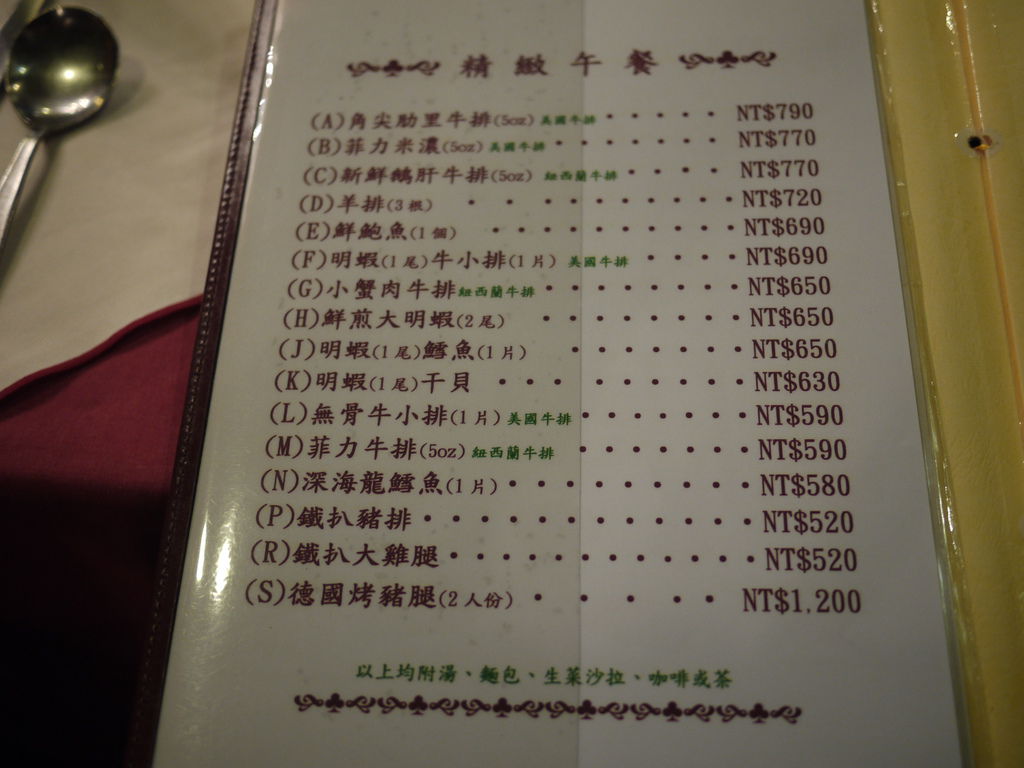 精緻午餐
(A)角尖肋里牛排(5oz) 美國牛排 ······ NT$790
(B)菲力米濃(5oz) 美國牛排 ······· NT$770
(C)新鮮鵝肝牛排(5oz) 紐西蘭牛排 ···· NT$770
(D)羊排(3根) ········· NT$720
(E)鮮鮑魚(1個) ·········· NT$690
(F)明蝦(1尾)牛小排(1片) 美國牛排 ···· NT$690
(G)小蟹肉牛排 紐西蘭牛排 ········ NT$650
(H)鮮煎大明蝦(2尾) ········ NT$650
(J)明蝦(1尾)鱈魚(1片) ······· NT$650
(K)明蝦(1尾)干貝 ········· NT$630
(L)無骨牛小排(1片) 美國牛排 ······· NT$590
(M)菲力牛排(5oz) 紐西蘭牛排 ······· NT$590
(N)深海龍鱈魚(1片) ·········· NT$580
(P)鐵扒豬排 ············· NT$520
(R)鐵扒大雞腿 ············ NT$520
(S)德國烤豬腿(2人份) ····· NT$1,200
以上均附湯、麵包、生菜沙拉、咖啡或茶